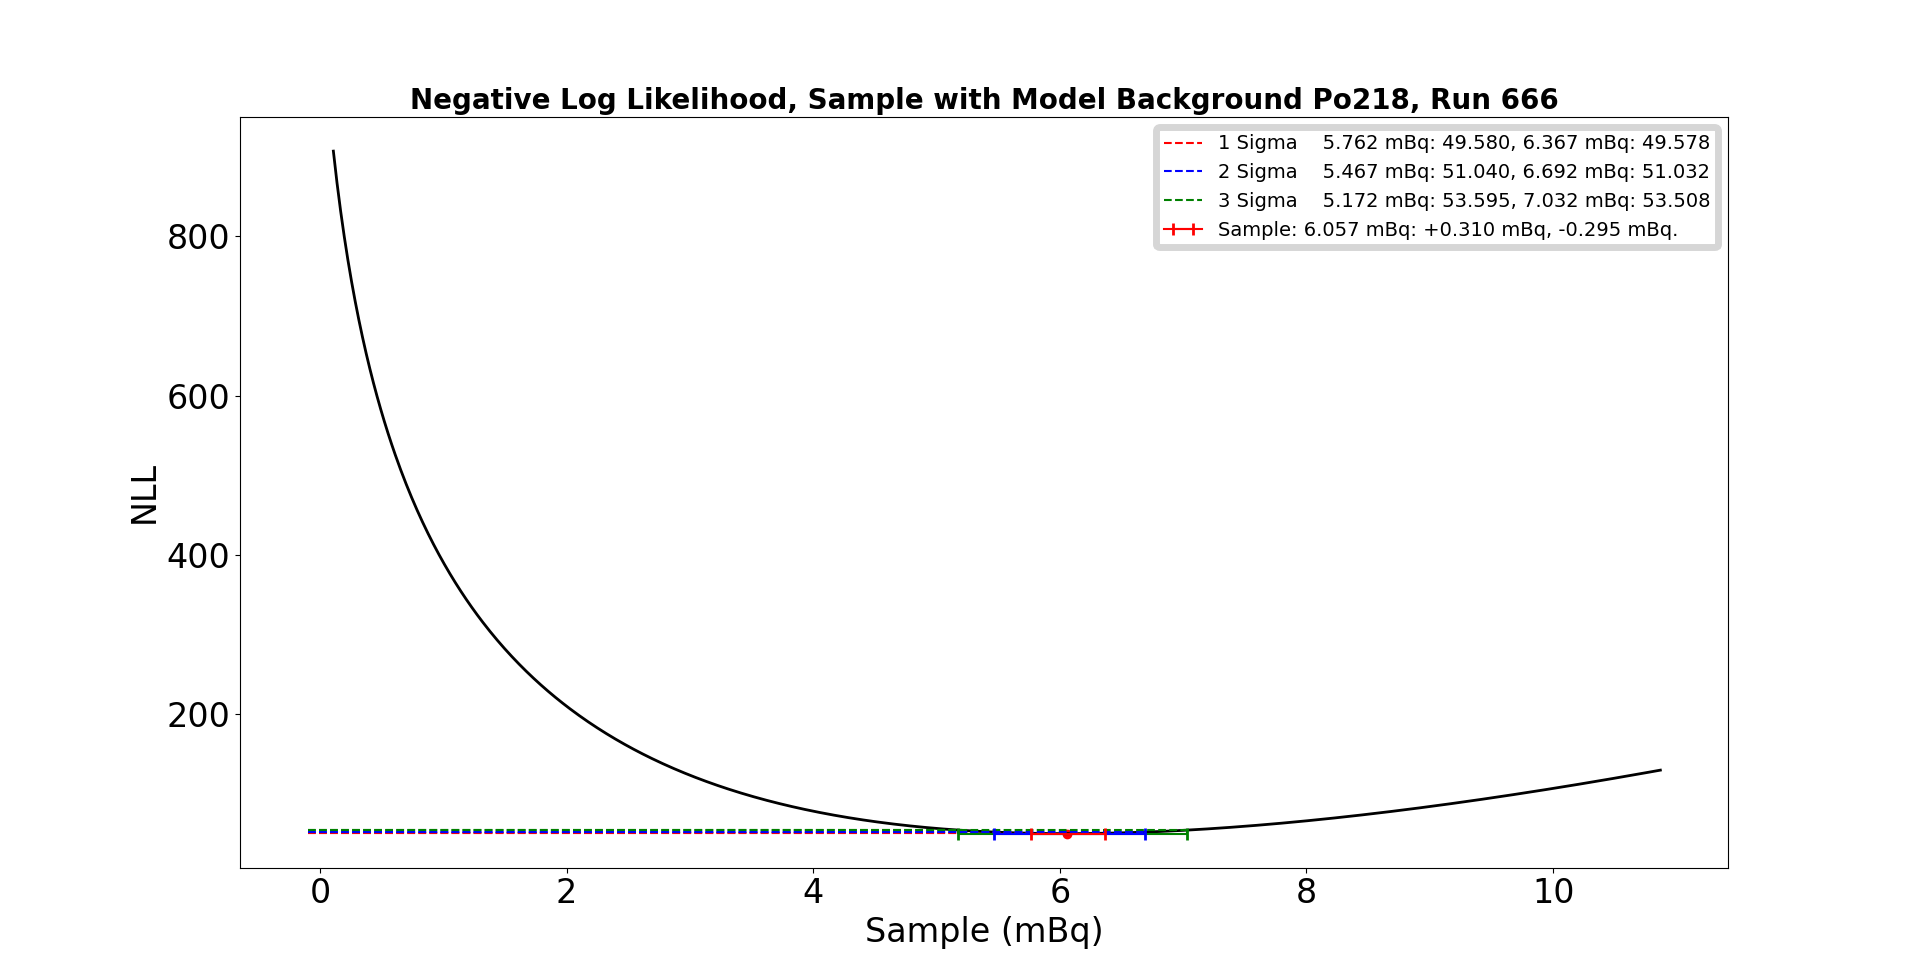 Negative Log Likelihood, Sample with Model Background Po218, Run 666
1 Sigma    5.762 mBq: 49.580, 6.367 mBq: 49.578
2 Sigma    5.467 mBq: 51.040, 6.692 mBq: 51.032
3 Sigma    5.172 mBq: 53.595, 7.032 mBq: 53.508
Sample: 6.057 mBq: +0.310 mBq, -0.295 mBq.
NLL
800
600
400
200
0 2 4 6 8 10
Sample (mBq)